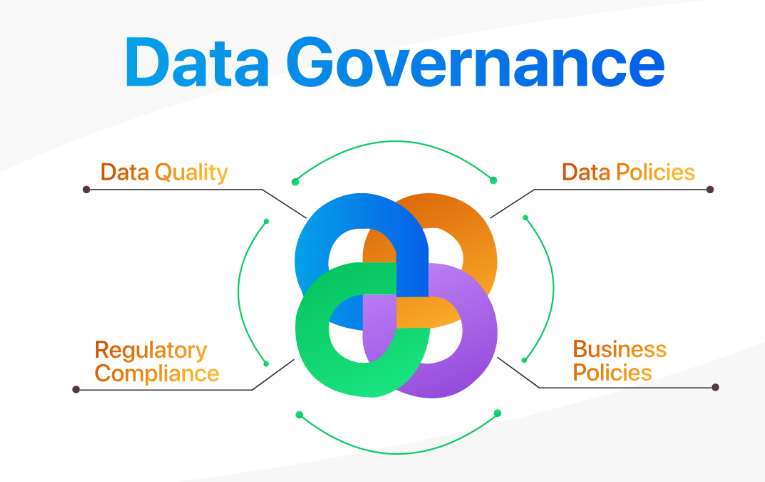 Data Governance
Data Quality
Data Policies
Regulatory
Compliance
Business
Policies